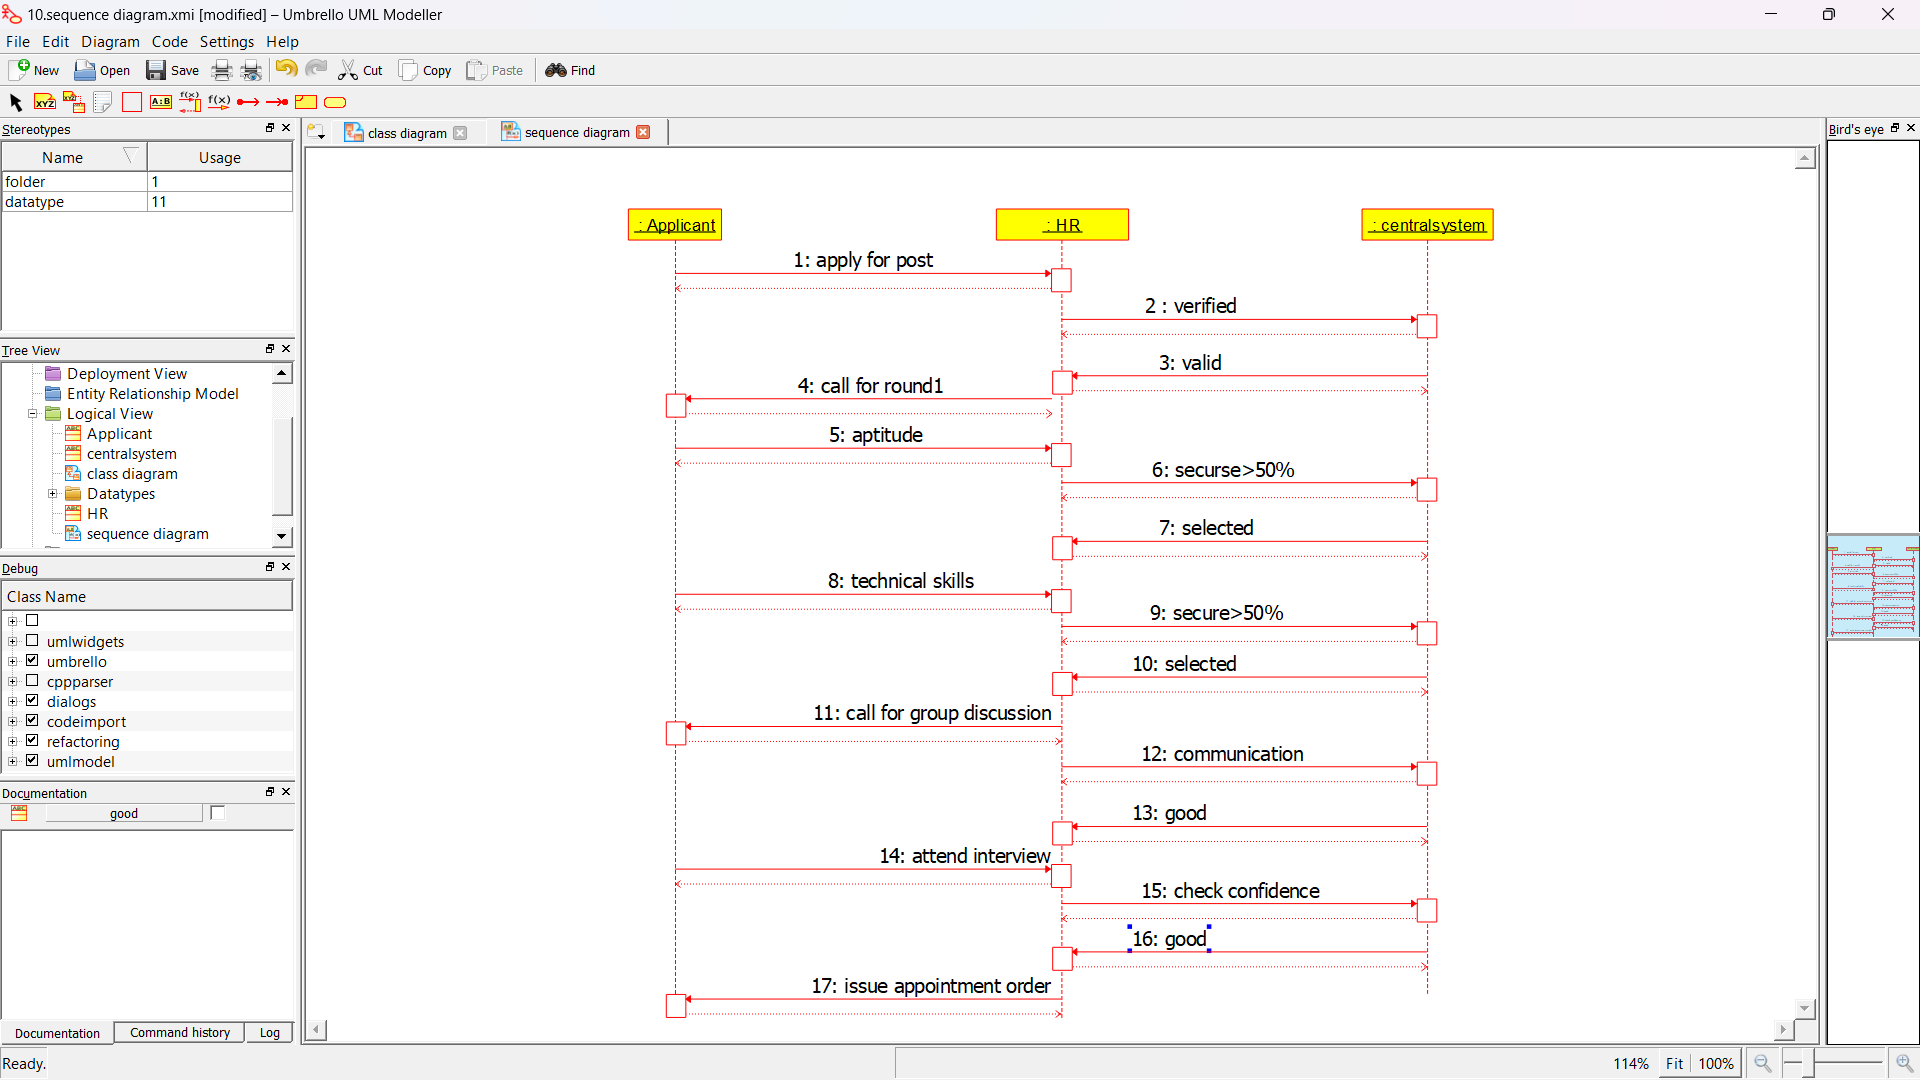 10.sequence diagram.xmi [modified] – Umbrello UML Modeller
File Edit Diagram Code Settings Help
New Open Save Cut Copy Paste Find
XYZ XYZ A:B f(x) f(x)
Stereotypes
Name Usage
folder 1
datatype 11
Tree View
Deployment View
Entity Relationship Model
Logical View
Applicant
centralsystem
class diagram
Datatypes
HR
sequence diagram
Debug
Class Name
umlwidgets
umbrello
cppparser
dialogs
codeimport
refactoring
umlmodel
Documentation
good
Documentation Command history Log
Ready.
class diagram sequence diagram
: Applicant : HR : centralsystem
1: apply for post
2 : verified
3: valid
4: call for round1
5: aptitude
6: securse>50%
7: selected
8: technical skills
9: secure>50%
10: selected
11: call for group discussion
12: communication
13: good
14: attend interview
15: check confidence
16: good
17: issue appointment order
Bird's eye
114% Fit 100%